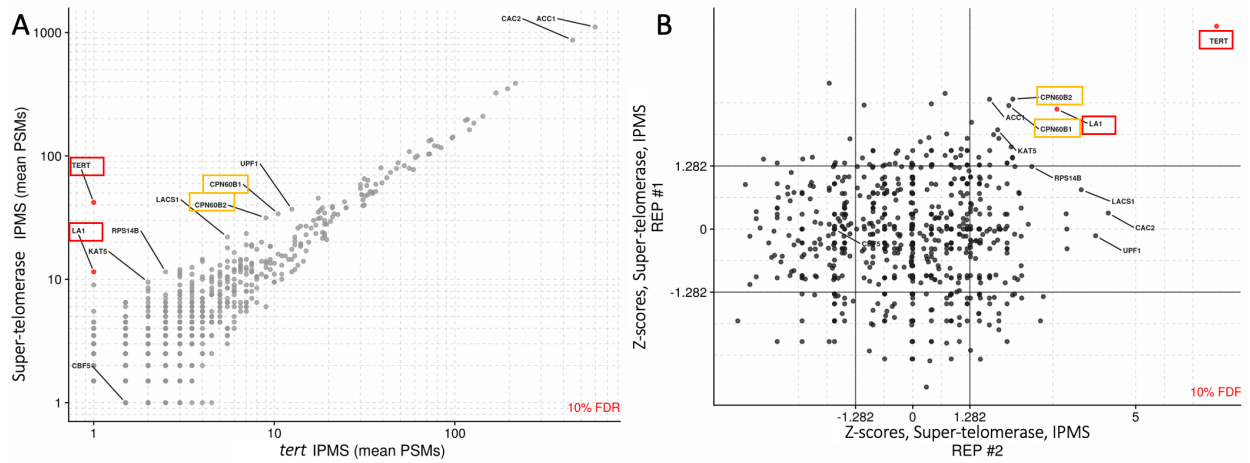 A
Super-telomerase IPMS (mean PSMs)
1000
100
10
1
CAC2
ACC1
TERT
UPF1
CPN60B1
LACS1
CPN60B2
LA1
RPS14B
KAT5
CBF5
10% FDR
1
10
100
tert IPMS (mean PSMs)
B
Z-scores, Super-telomerase, IPMS
REP #1
1.282
0
-1.282
TERT
CPN60B2
ACC1
LA1
CPN60B1
KAT5
RPS14B
LACS1
CAC2
CBF5
UPF1
10% FDF
-1.282
0
1.282
5
Z-scores, Super-telomerase, IPMS
REP #2